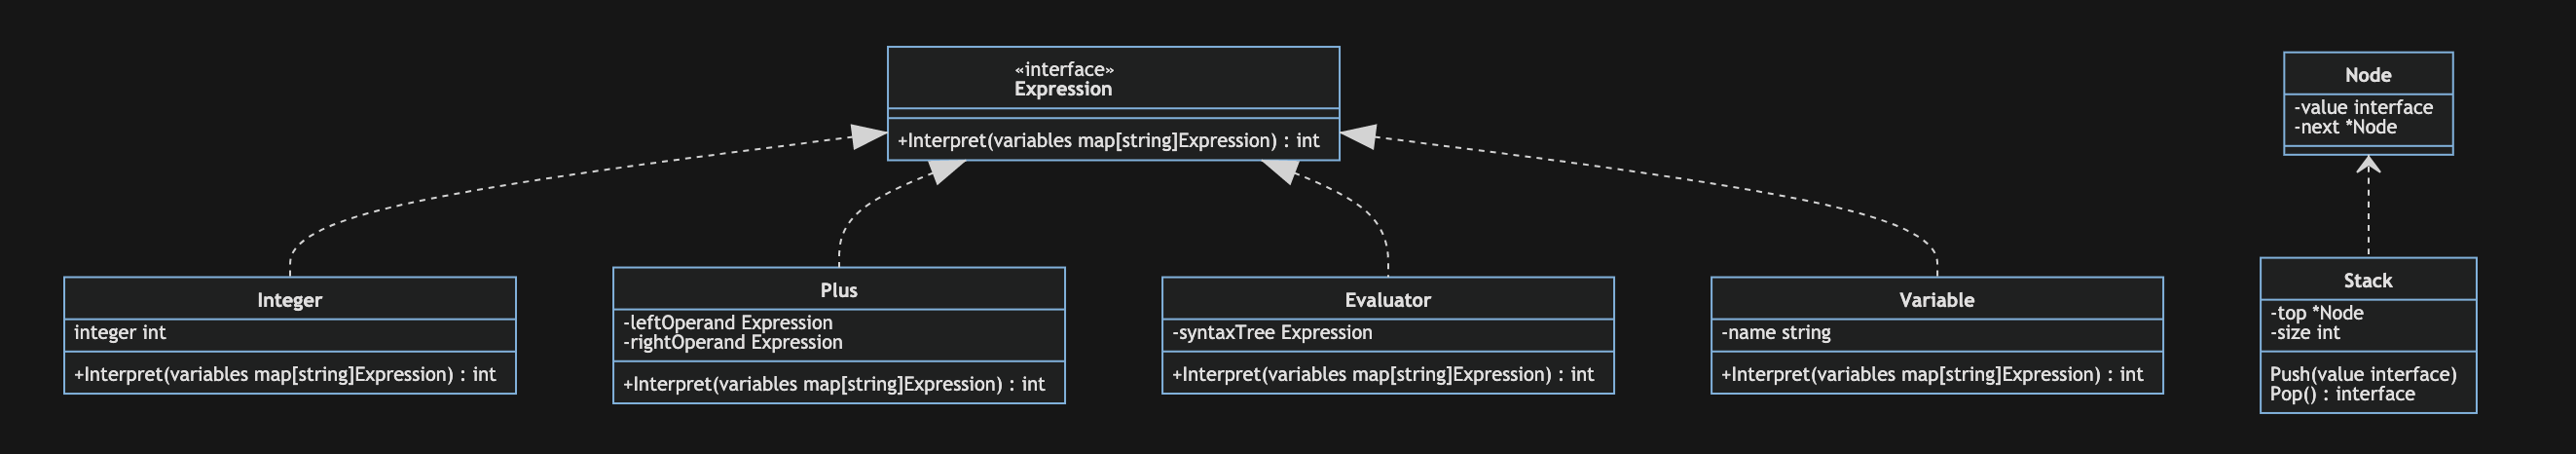 «interface»
Expression
+Interpret(variables map[string]Expression) : int
Node
-value interface
-next *Node
Integer
integer int
+Interpret(variables map[string]Expression) : int
Plus
-leftOperand Expression
-rightOperand Expression
+Interpret(variables map[string]Expression) : int
Evaluator
-syntaxTree Expression
+Interpret(variables map[string]Expression) : int
Variable
-name string
+Interpret(variables map[string]Expression) : int
Stack
-top *Node
-size int
Push(value interface)
Pop() : interface